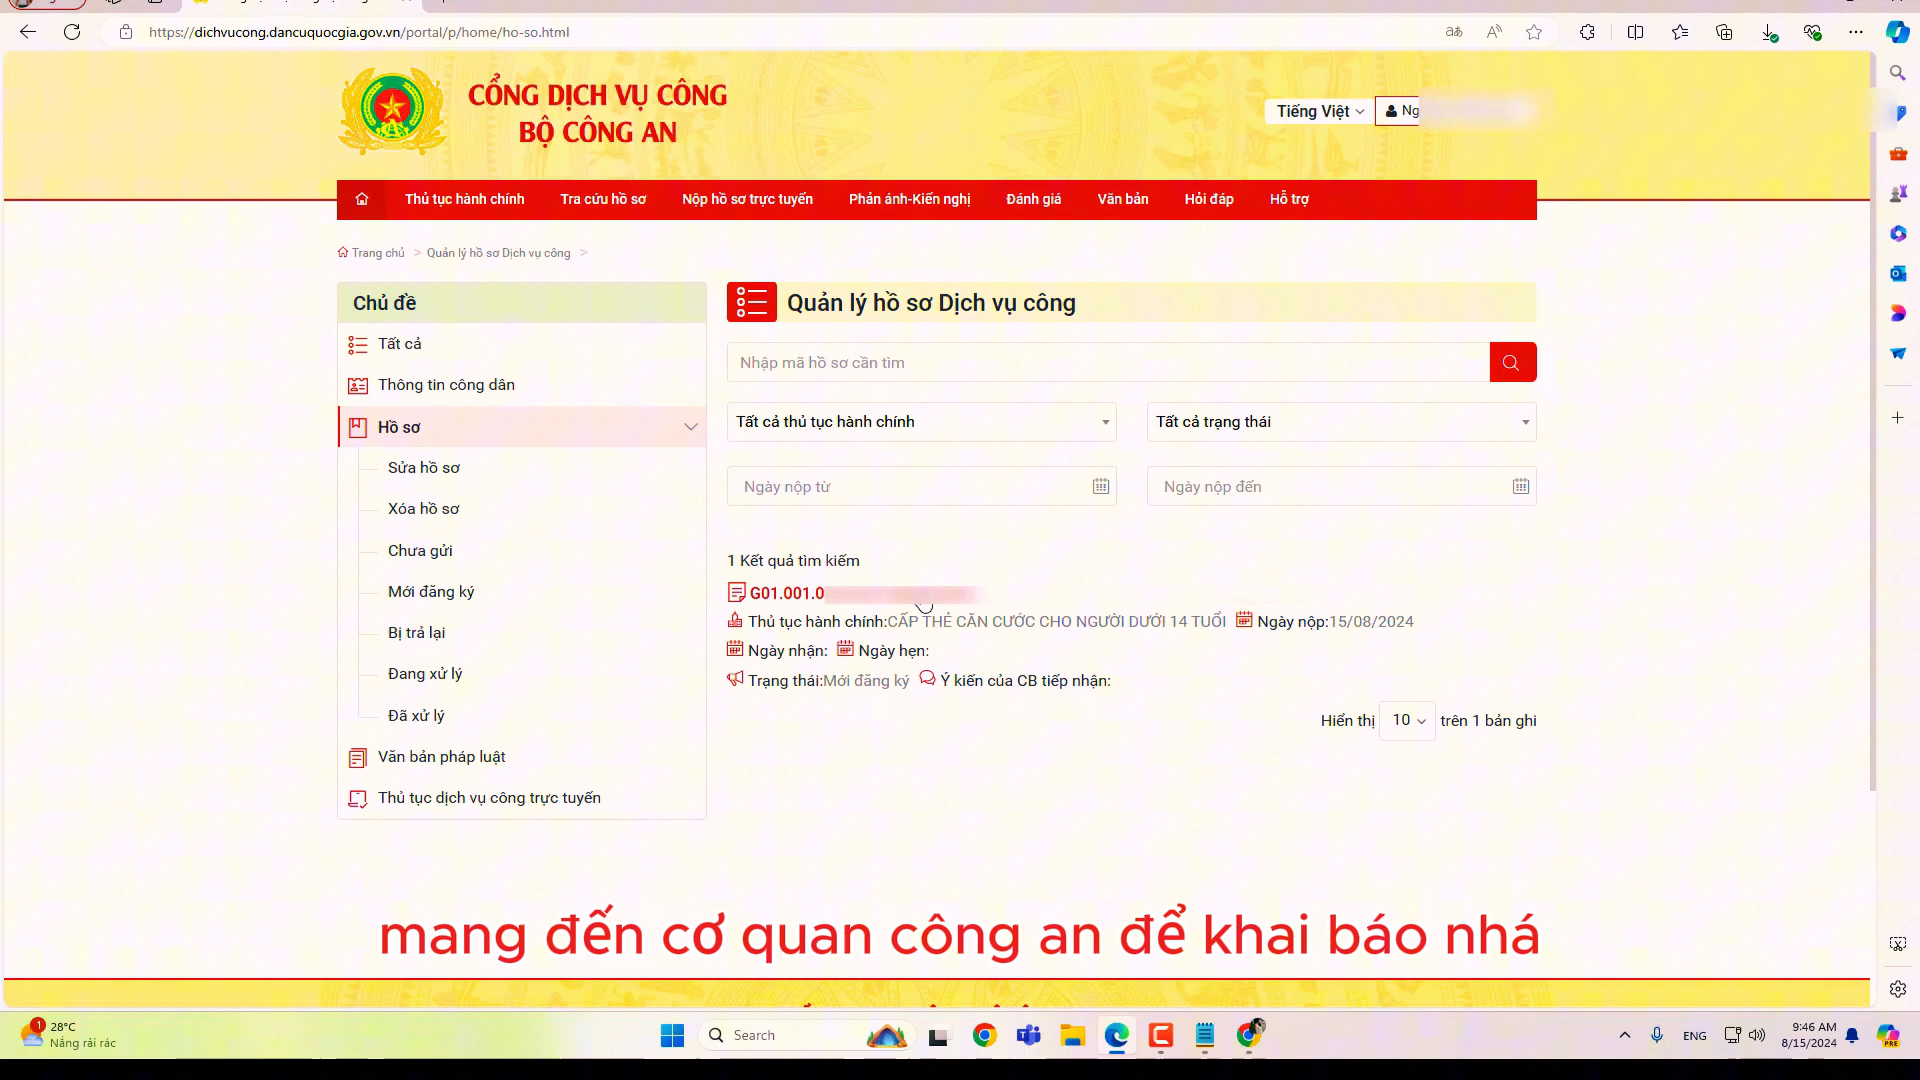 https://dichvucong.dancuquocgia.gov.vn/portal/p/home/ho-so.html
CỔNG DỊCH VỤ CÔNG
BỘ CÔNG AN
Tiếng Việt
Ng
Thủ tục hành chính
Tra cứu hồ sơ
Nộp hồ sơ trực tuyến
Phản ánh-Kiến nghị
Đánh giá
Văn bản
Hỏi đáp
Hỗ trợ
Trang chủ > Quản lý hồ sơ Dịch vụ công >
Chủ đề
Tất cả
Thông tin công dân
Hồ sơ
Sửa hồ sơ
Xóa hồ sơ
Chưa gửi
Mới đăng ký
Bị trả lại
Đang xử lý
Đã xử lý
Văn bản pháp luật
Thủ tục dịch vụ công trực tuyến
Quản lý hồ sơ Dịch vụ công
Nhập mã hồ sơ cần tìm
Tất cả thủ tục hành chính
Tất cả trạng thái
Ngày nộp từ
Ngày nộp đến
1 Kết quả tìm kiếm
G01.001.0
Thủ tục hành chính:CẤP THẺ CĂN CƯỚC CHO NGƯỜI DƯỚI 14 TUỔI Ngày nộp:15/08/2024
Ngày nhận: Ngày hẹn:
Trạng thái:Mới đăng ký Ý kiến của CB tiếp nhận:
Hiển thị 10 trên 1 bản ghi
mang đến cơ quan công an để khai báo nhá
1
28°C
Nắng rải rác
Search
ENG
9:46 AM
8/15/2024
PRE